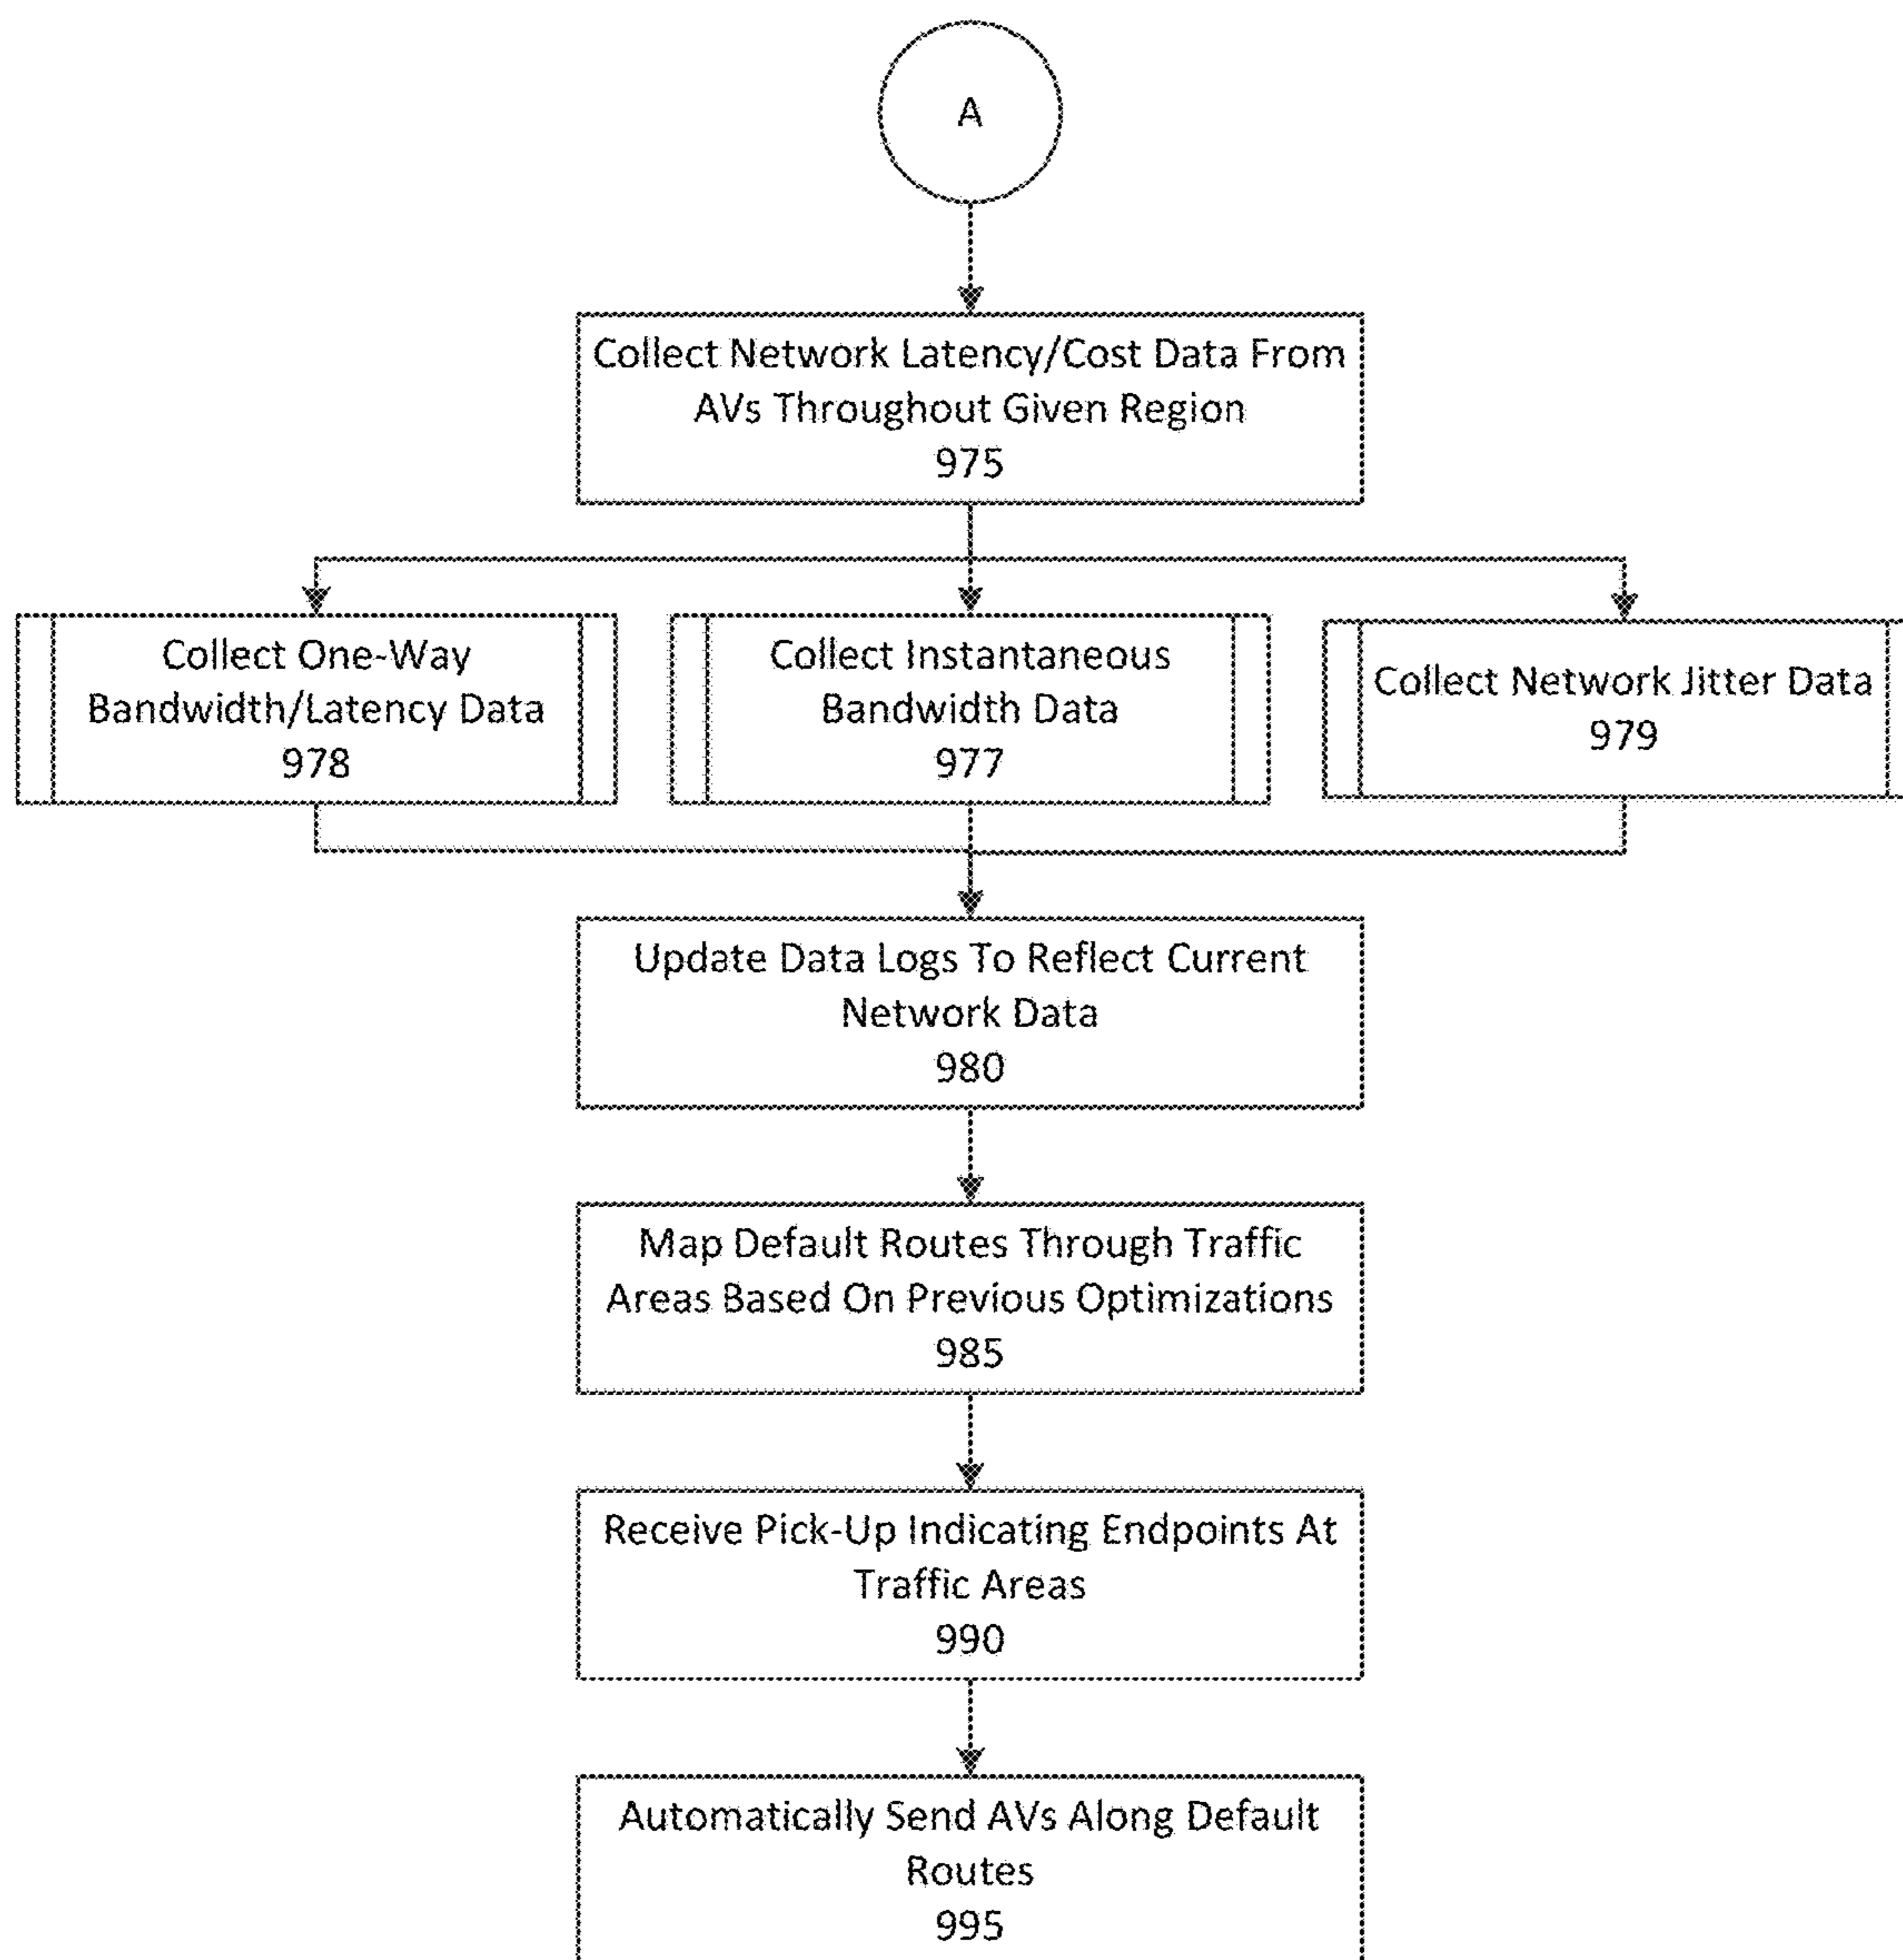 A
Collect Network Latency/Cost Data From
AVs Throughout Given Region
975
Collect One-Way
Bandwidth/Latency Data
978
Collect Instantaneous
Bandwidth Data
977
Collect Network Jitter Data
979
Update Data Logs To Reflect Current
Network Data
980
Map Default Routes Through Traffic
Areas Based On Previous Optimizations
985
Receive Pick-Up Indicating Endpoints At
Traffic Areas
990
Automatically Send AVs Along Default
Routes
995